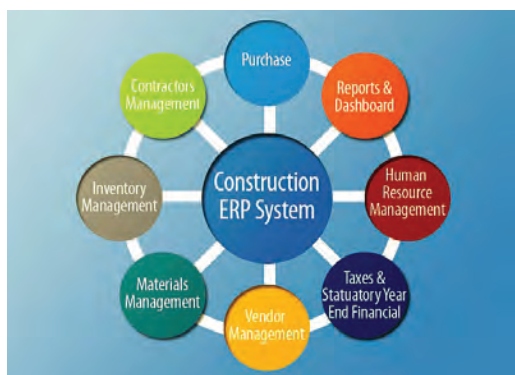 Purchase
Reports &
Dashboard
Human
Resource
Management
Taxes &
Statuatory Year
End Financial
Vendor
Management
Materials
Management
Inventory
Management
Contractors
Management
Construction
ERP System